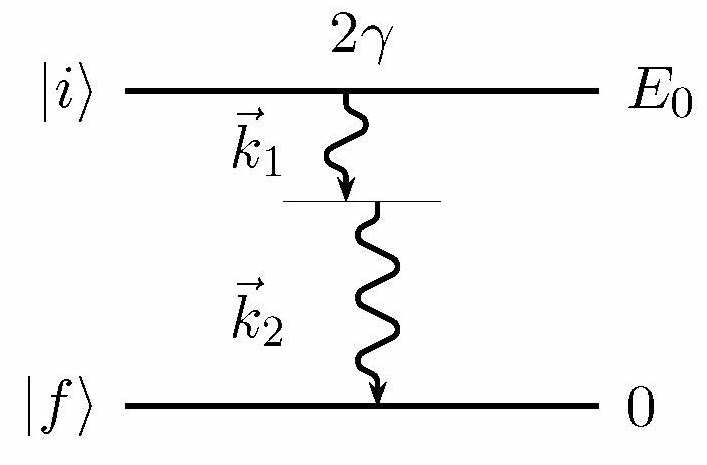 2γ
|i⟩ E₀
k⃗₁
k⃗₂
|f⟩ 0